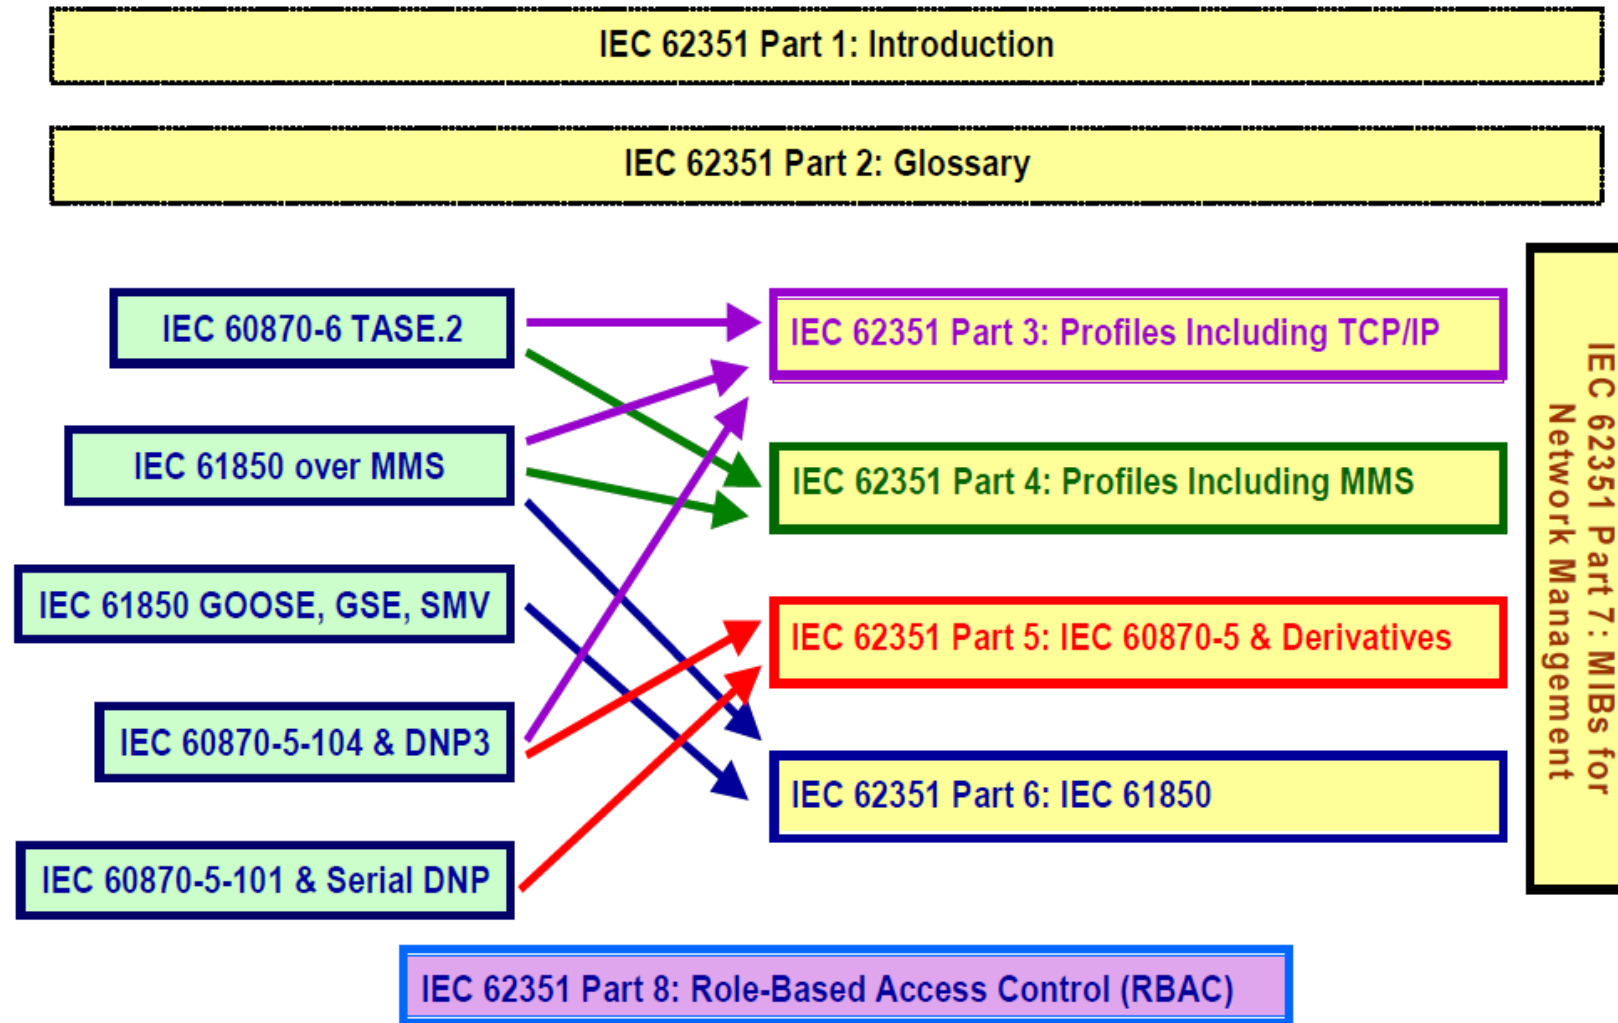 IEC 62351 Part 1: Introduction
IEC 62351 Part 2: Glossary
IEC 60870-6 TASE.2
IEC 61850 over MMS
IEC 61850 GOOSE, GSE, SMV
IEC 60870-5-104 & DNP3
IEC 60870-5-101 & Serial DNP
IEC 62351 Part 3: Profiles Including TCP/IP
IEC 62351 Part 4: Profiles Including MMS
IEC 62351 Part 5: IEC 60870-5 & Derivatives
IEC 62351 Part 6: IEC 61850
IEC 62351 Part 7: MIBs for
Network Management
IEC 62351 Part 8: Role-Based Access Control (RBAC)